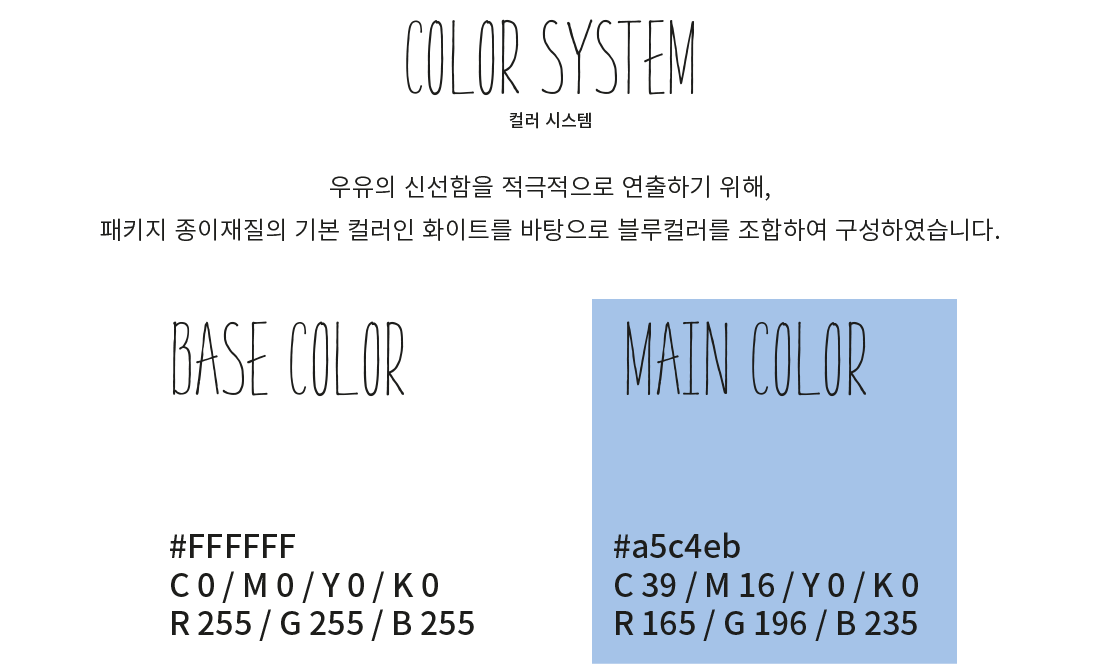 COLOR SYSTEM
컬러 시스템
우유의 신선함을 적극적으로 연출하기 위해,
패키지 종이재질의 기본 컬러인 화이트를 바탕으로 블루컬러를 조합하여 구성하였습니다.
BASE COLOR
#FFFFFF
C 0 / M 0 / Y 0 / K 0
R 255 / G 255 / B 255
MAIN COLOR
#a5c4eb
C 39 / M 16 / Y 0 / K 0
R 165 / G 196 / B 235